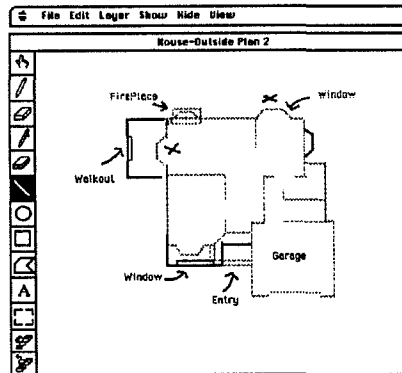 File Edit Layer Show Hide View
House-Outside Plan 2
FirePlace
Window
Walkout
Garage
Window
Entry
A